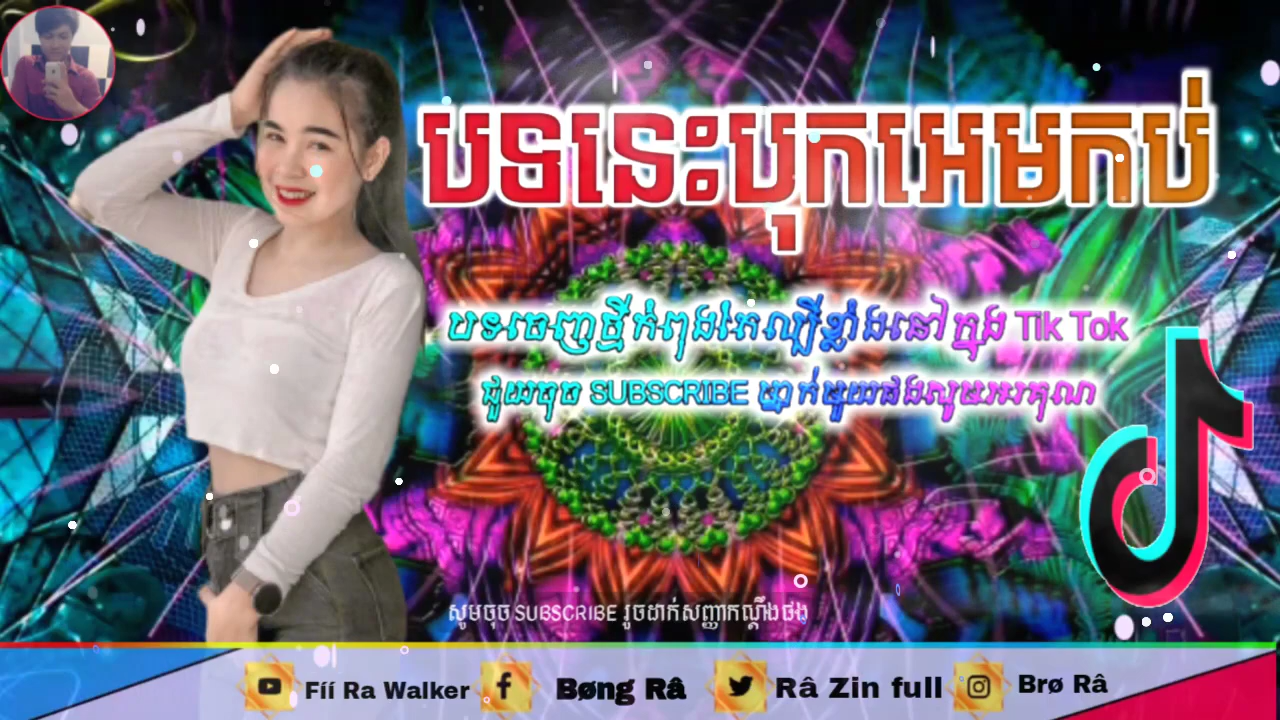 បទនេះបុកអេមកប់
បទចេញថ្មីកំពុងតែល្បីខ្លាំងនៅក្នុង Tik Tok
ជួយចុច SUBSCRIBE ម្នាក់មួយផងសូមអរគុណ
សូមចុច SUBSCRIBE រួចដាក់សញ្ញាកណ្ដឹងផង
Fíí Ra Walker
Bøng Râ
Râ Zin full
Brø Râ